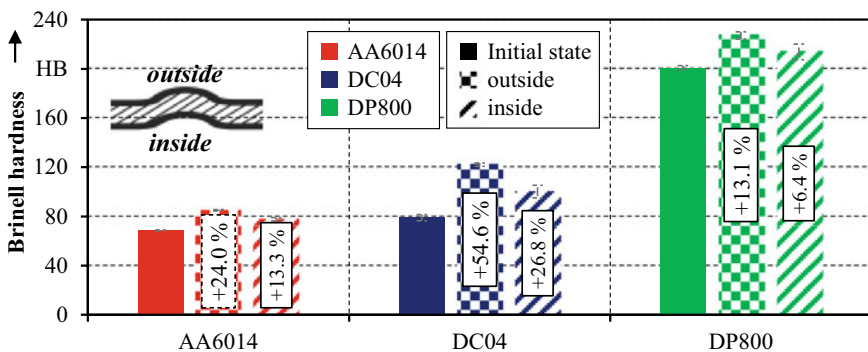 Brinell hardness
240
HB
160
120
80
40
0
outside
inside
AA6014
DC04
DP800
Initial state
outside
inside
+24.0 %
+13.3 %
+54.6 %
+26.8 %
+13.1 %
+6.4 %
AA6014
DC04
DP800